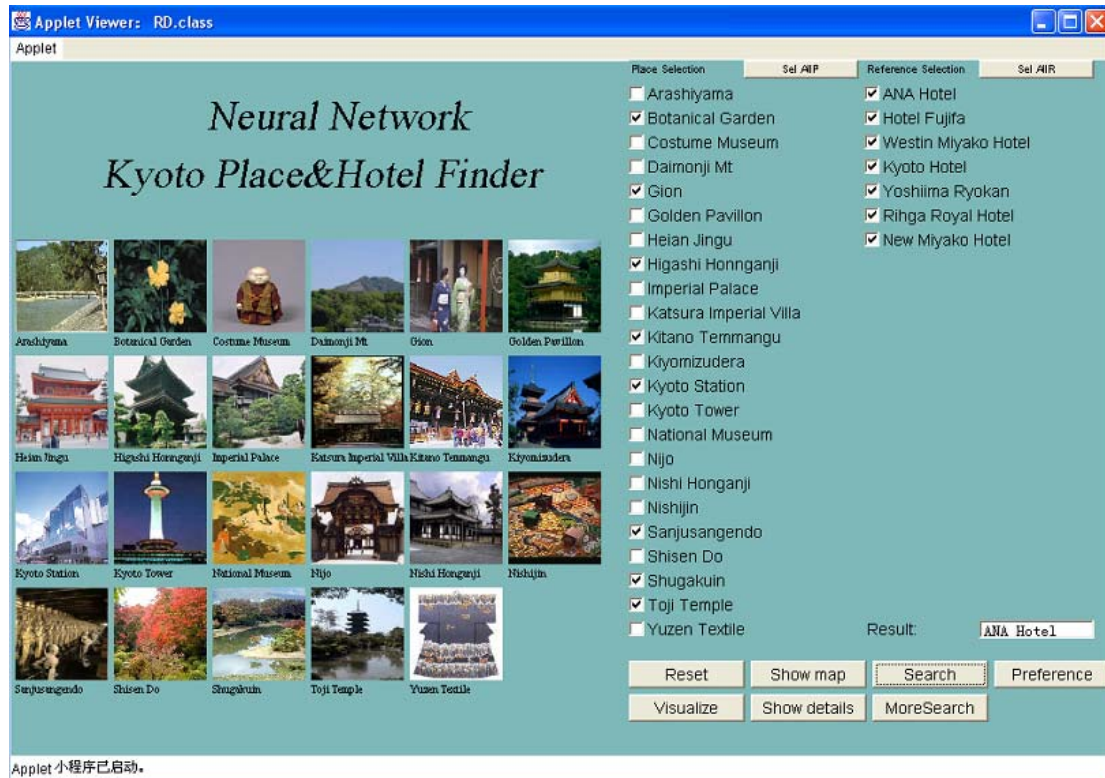 Applet Viewer: RD.class
Applet
Neural Network
Kyoto Place&Hotel Finder
Arashiyama Botanical Garden Costume Museum Daimonji Mt Gion Golden Pavillon
Heian Jingu Higashi Honnganji Imperial Palace Katsura Imperial Villa Kitano Temmangu Kiyomizudera
Kyoto Station Kyoto Tower National Museum Nijo Nishi Honganji Nishijin
Sanjusangendo Shisen Do Shugakuin Toji Temple Yuzen Textile
Place Selection Sel AllP Reference Selection Sel AllR
Arashiyama ANA Hotel
Botanical Garden Hotel Fujifa
Costume Museum Westin Miyako Hotel
Daimonji Mt Kyoto Hotel
Gion Yoshiima Ryokan
Golden Pavillon Rihga Royal Hotel
Heian Jingu New Miyako Hotel
Higashi Honnganji
Imperial Palace
Katsura Imperial Villa
Kitano Temmangu
Kiyomizudera
Kyoto Station
Kyoto Tower
National Museum
Nijo
Nishi Honganji
Nishijin
Sanjusangendo
Shisen Do
Shugakuin
Toji Temple
Yuzen Textile Result: ANA Hotel
Reset Show map Search Preference
Visualize Show details MoreSearch
Applet 小程序已启动。